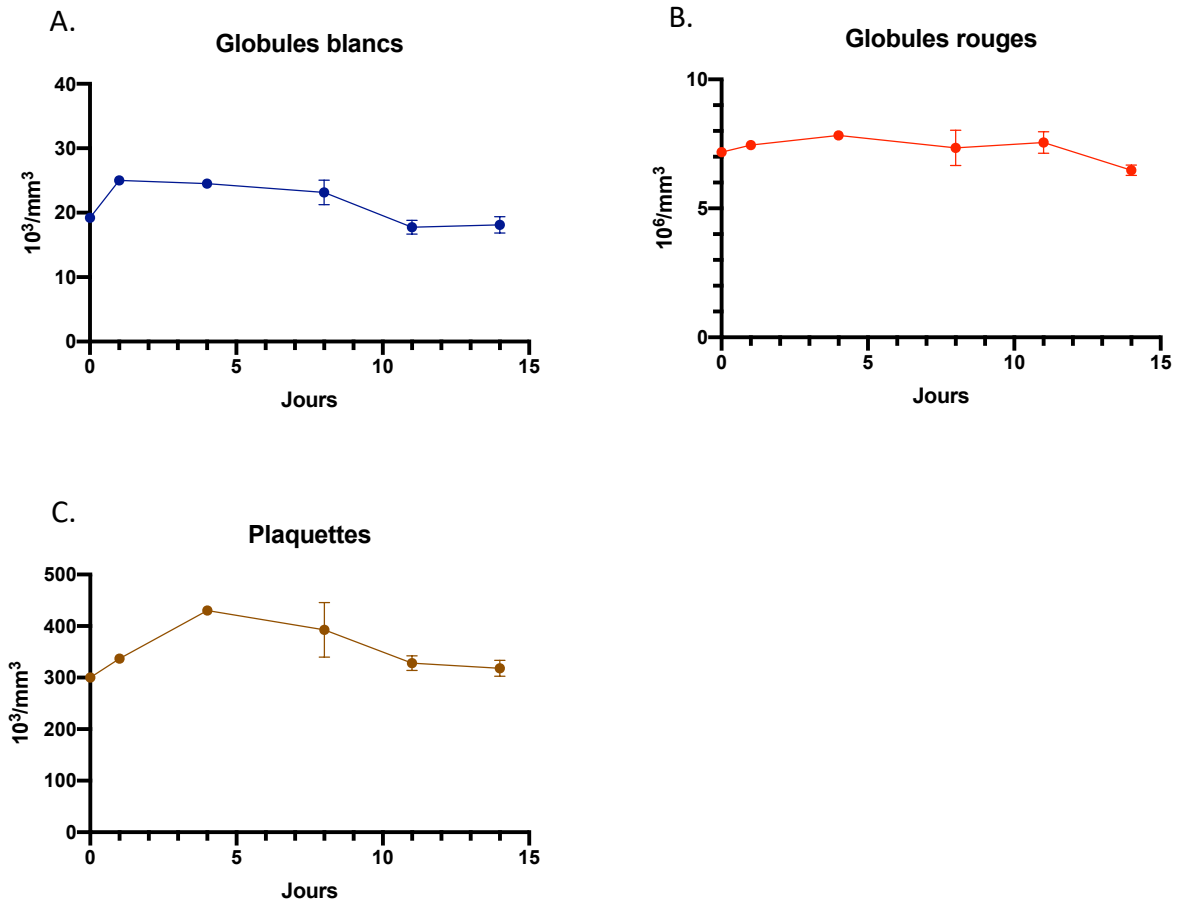 A.
Globules blancs
40
30
20
10
0
10³/mm³
0 5 10 15
Jours
B.
Globules rouges
10
5
0
10⁶/mm³
0 5 10 15
Jours
C.
Plaquettes
500
400
300
200
100
0
10³/mm³
0 5 10 15
Jours